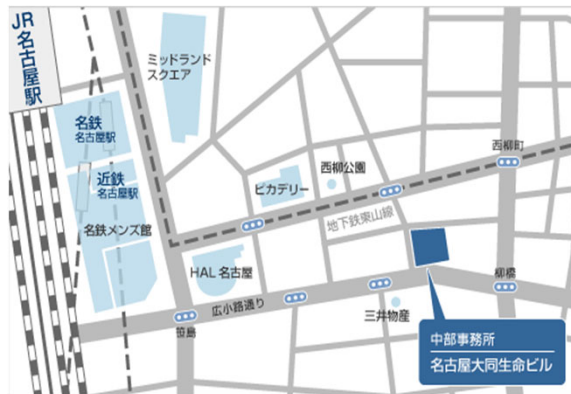 JR名古屋駅
ミッドランド
スクエア
名鉄
名古屋駅
近鉄
名古屋駅
名鉄メンズ館
ピカデリー
西柳公園
西柳町
地下鉄東山線
HAL 名古屋
広小路通り
笹島
三井物産
柳橋
中部事務所
名古屋大同生命ビル